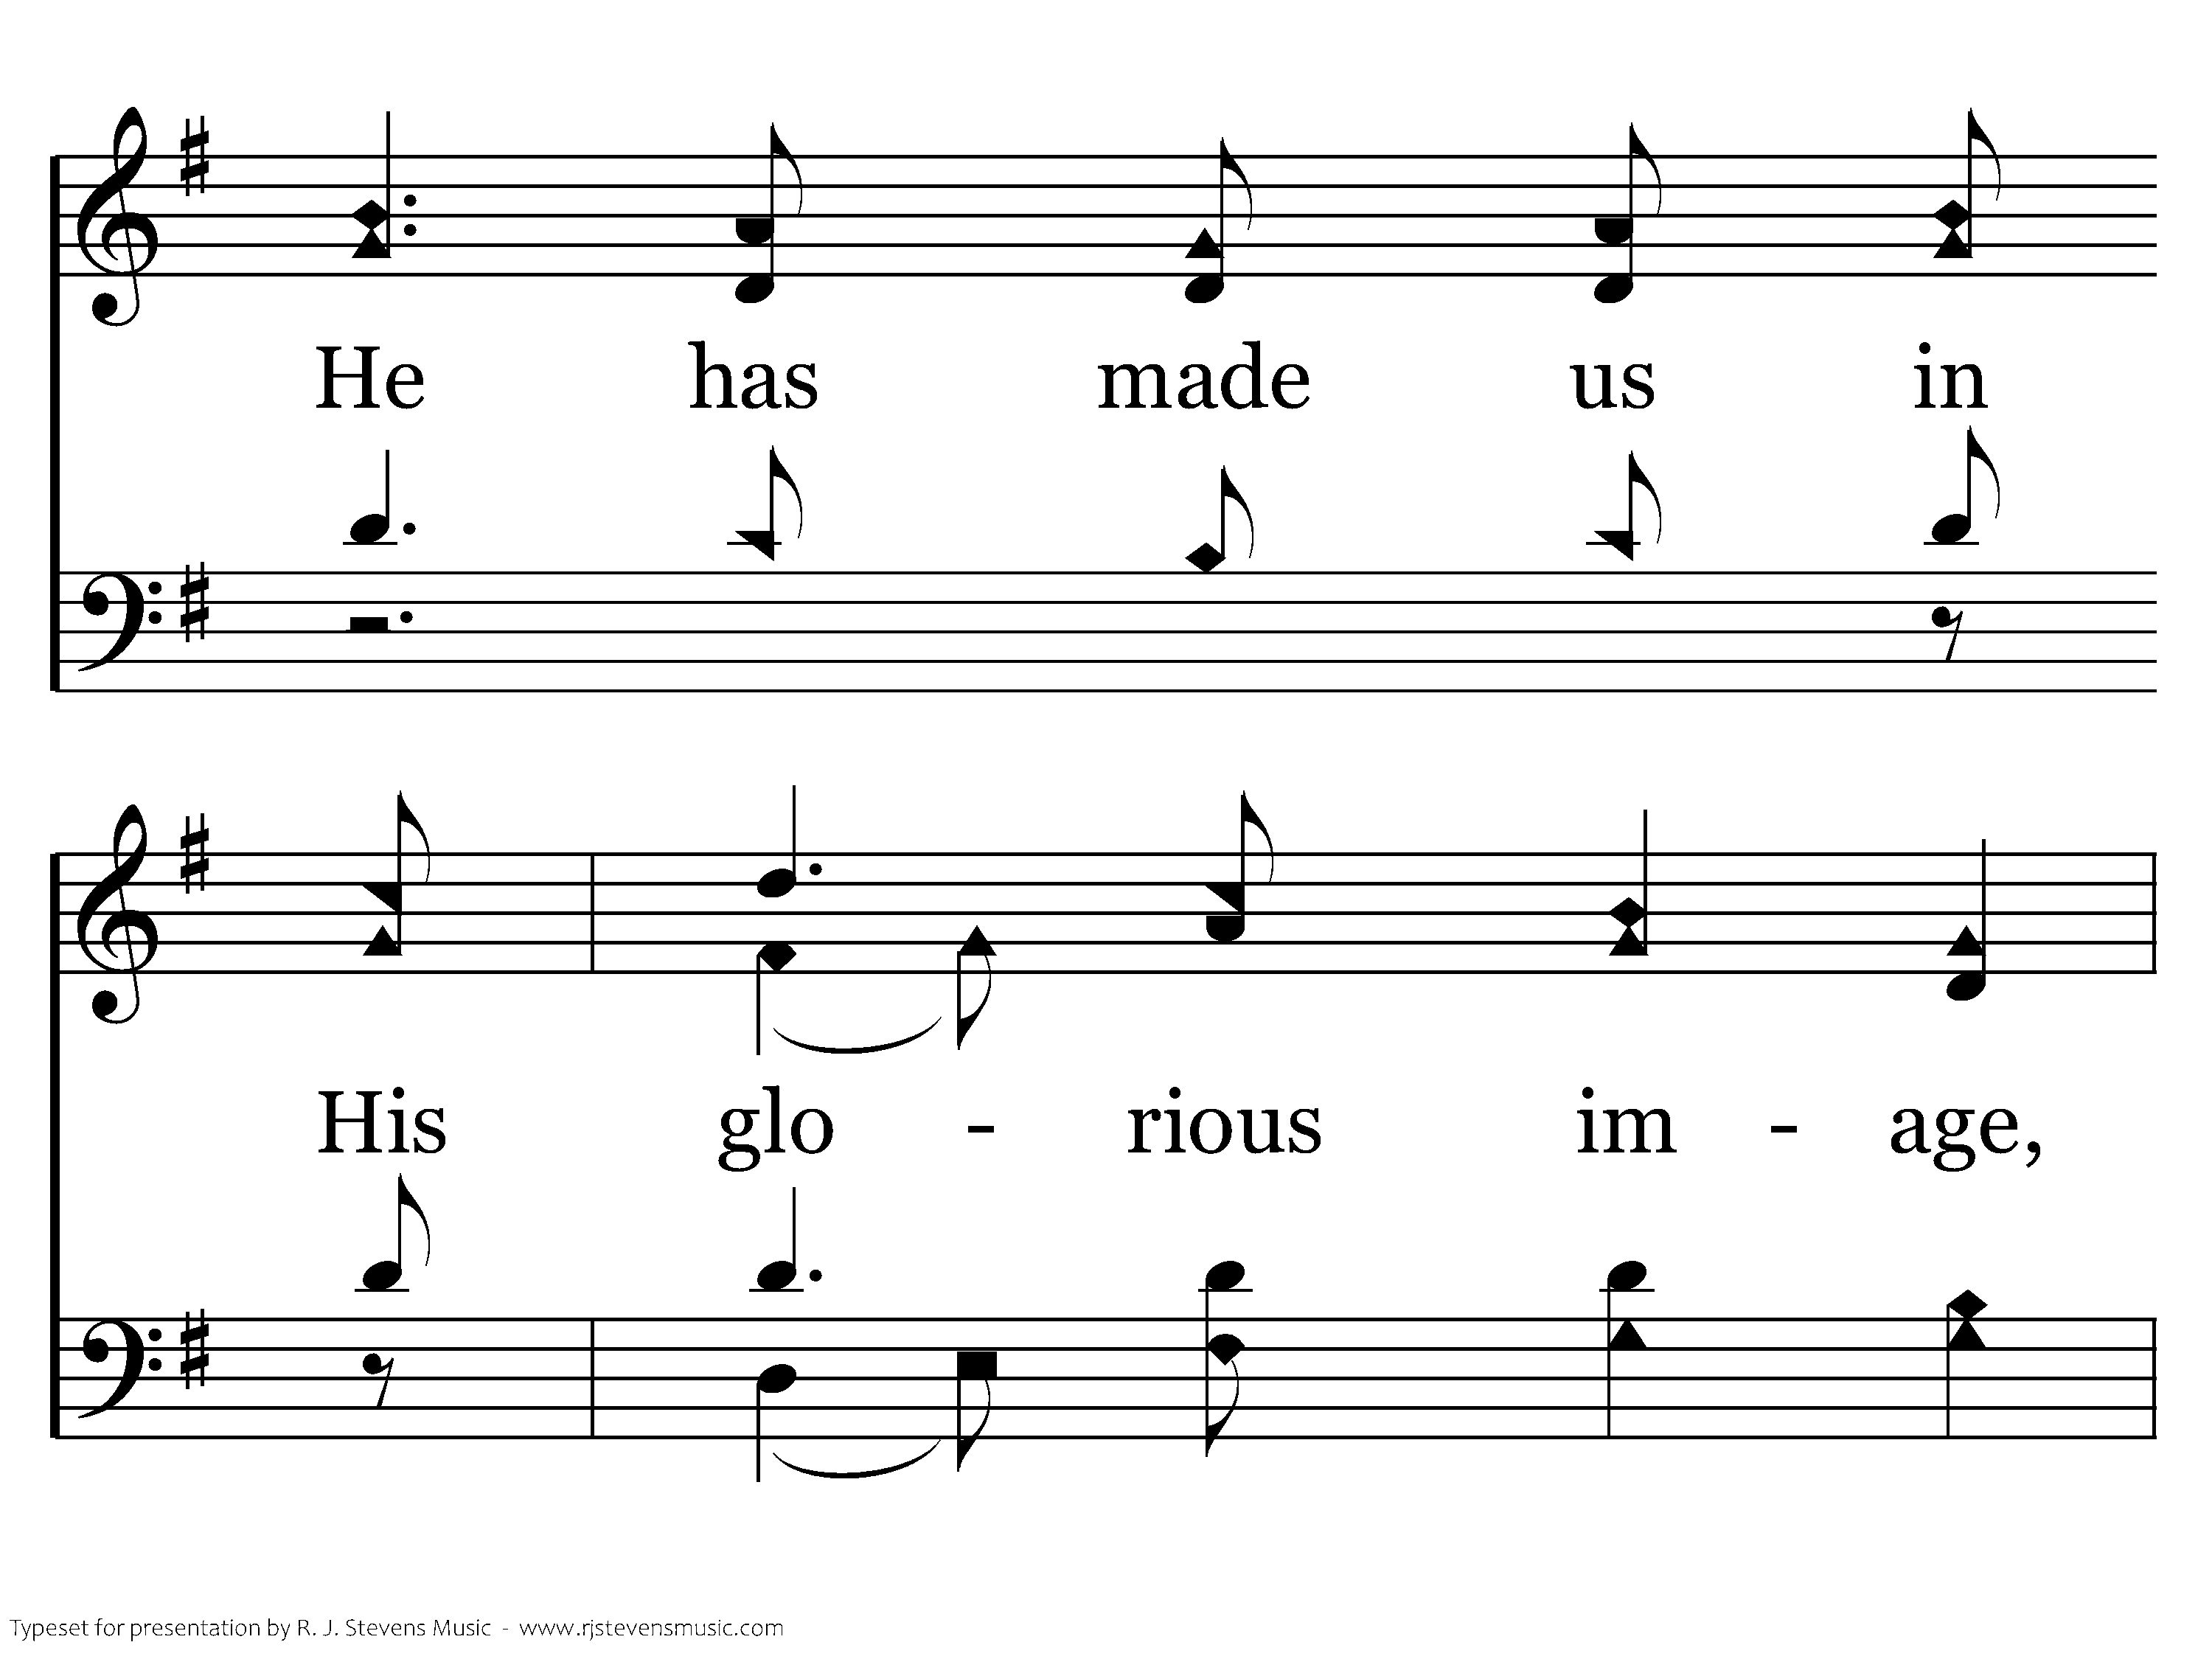 He has made us in
His glo - rious im - age,
Typeset for presentation by R. J. Stevens Music - www.rjstevensmusic.com